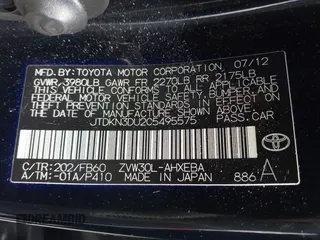 MFD. BY: TOYOTA MOTOR CORPORATION 07/12
GVWR 3980LB GAWR FR 2270LB RR 2175LB
THIS VEHICLE CONFORMS TO ALL APPLICABLE
FEDERAL MOTOR VEHICLE SAFETY, BUMPER, AND
THEFT PREVENTION STANDARDS IN EFFECT ON
THE DATE OF MANUFACTURE SHOWN ABOVE.
JTDKN3DU2C5495575 PASS.CAR
C/TR: 202/FB60 ZVW30L-AHXEBA
A/TM: -01A/P410 MADE IN JAPAN 886 A